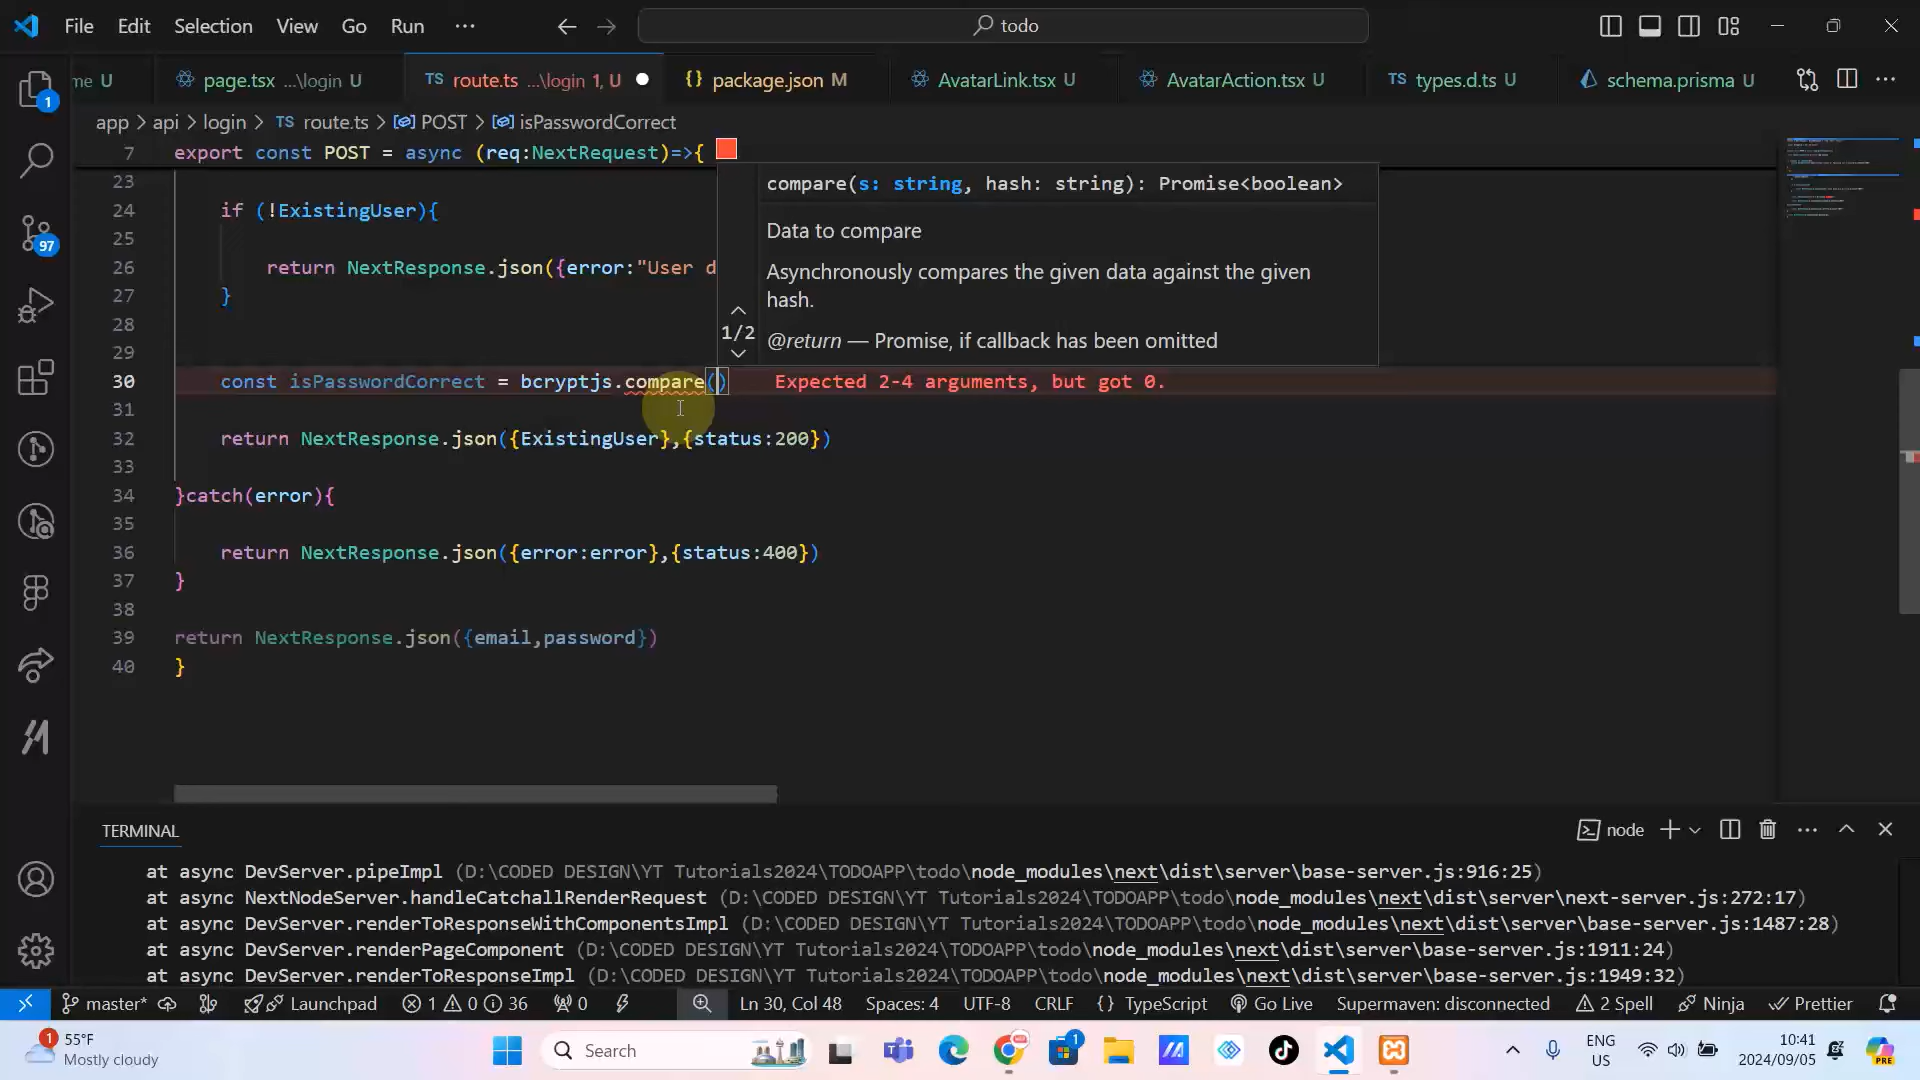 File Edit Selection View Go Run ··· todo
me U page.tsx ...\login U route.ts ...\login 1, U package.json M AvatarLink.tsx U AvatarAction.tsx U types.d.ts U schema.prisma U
1
app > api > login > TS route.ts > POST > isPasswordCorrect
7 export const POST = async (req:NextRequest)=>{
23
24 if (!ExistingUser){
25
26 return NextResponse.json({error:"User d
27 }
28
29
compare(s: string, hash: string): Promise<boolean>
Data to compare
Asynchronously compares the given data against the given
hash.
1/2
@return — Promise, if callback has been omitted
97
30 const isPasswordCorrect = bcryptjs.compare() Expected 2-4 arguments, but got 0.
31
32 return NextResponse.json({ExistingUser},{status:200})
33
34 }catch(error){
35
36 return NextResponse.json({error:error},{status:400})
37 }
38
39 return NextResponse.json({email,password})
40 }
TERMINAL node
at async DevServer.pipeImpl (D:\CODED DESIGN\YT Tutorials2024\TODOAPP\todo\node_modules\next\dist\server\base-server.js:916:25)
at async NextNodeServer.handleCatchallRenderRequest (D:\CODED DESIGN\YT Tutorials2024\TODOAPP\todo\node_modules\next\dist\server\next-server.js:272:17)
at async DevServer.renderToResponseWithComponentsImpl (D:\CODED DESIGN\YT Tutorials2024\TODOAPP\todo\node_modules\next\dist\server\base-server.js:1487:28)
at async DevServer.renderPageComponent (D:\CODED DESIGN\YT Tutorials2024\TODOAPP\todo\node_modules\next\dist\server\base-server.js:1911:24)
at async DevServer.renderToResponseImpl (D:\CODED DESIGN\YT Tutorials2024\TODOAPP\todo\node_modules\next\dist\server\base-server.js:1949:32)
master* Launchpad 1 0 36 0 Ln 30, Col 48 Spaces: 4 UTF-8 CRLF {} TypeScript Go Live Supermaven: disconnected 2 Spell Ninja Prettier
1 55°F
Mostly cloudy
Search
1
ENG
US
10:41
2024/09/05
PRE